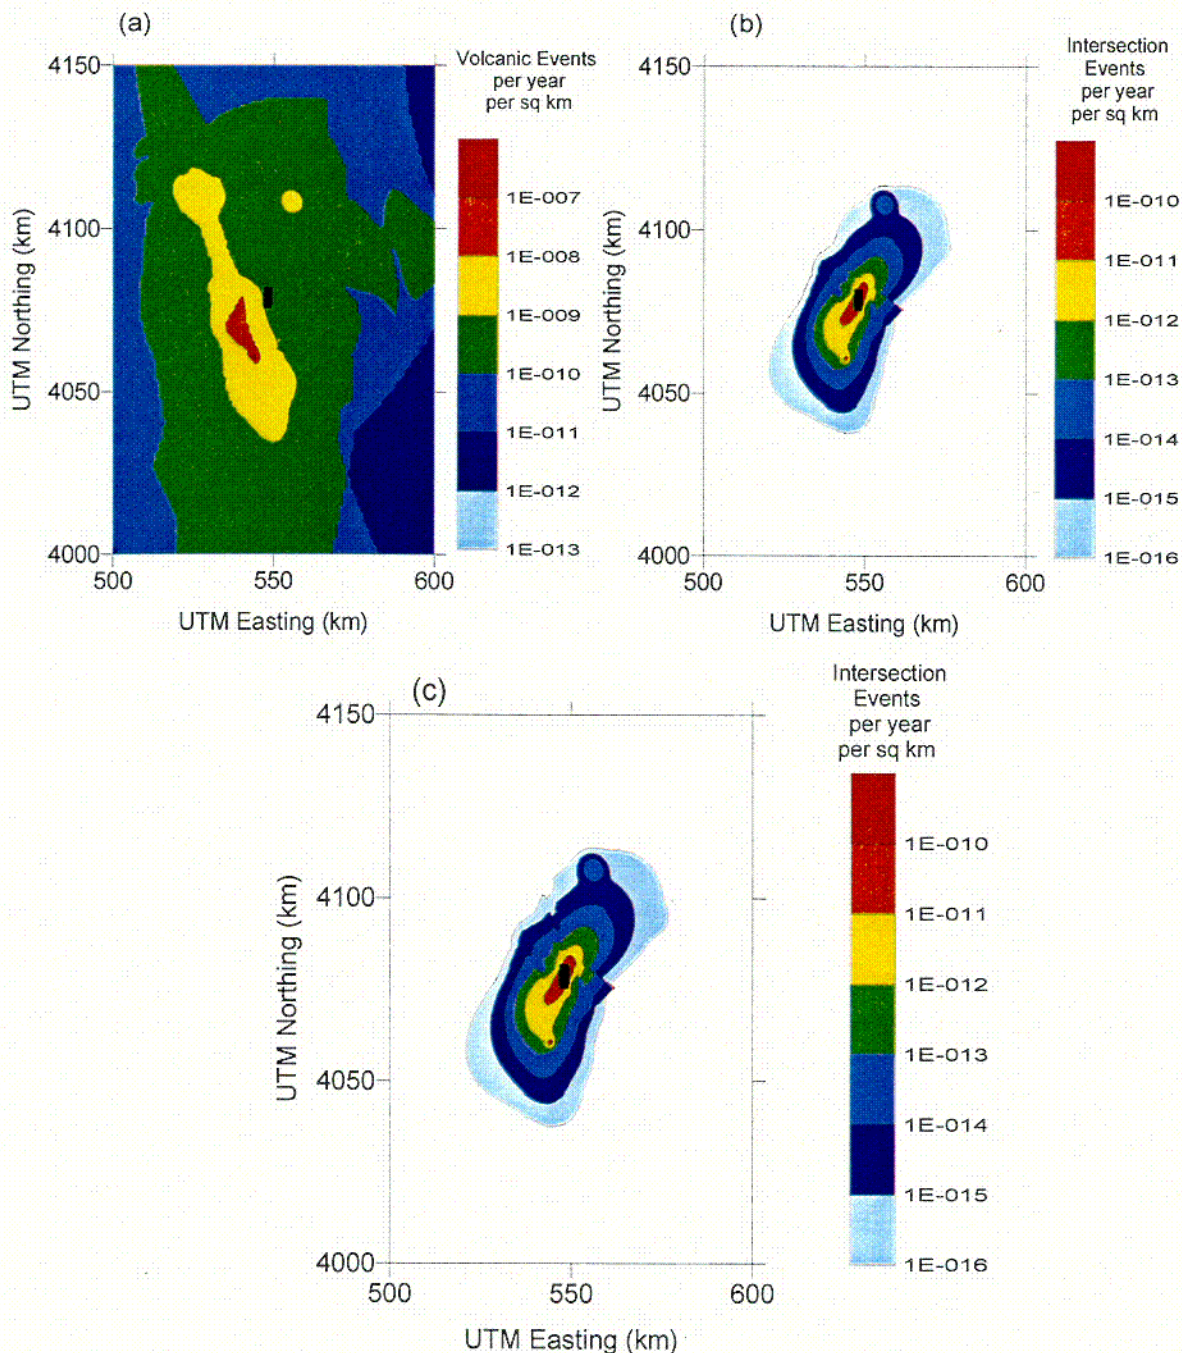 (a)
Volcanic Events
per year
per sq km
4150
4100
4050
4000
UTM Northing (km)
500
550
600
UTM Easting (km)
1E-007
1E-008
1E-009
1E-010
1E-011
1E-012
1E-013
(b)
Intersection
Events
per year
per sq km
4150
4100
4050
4000
UTM Northing (km)
500
550
600
UTM Easting (km)
1E-010
1E-011
1E-012
1E-013
1E-014
1E-015
1E-016
(c)
Intersection
Events
per year
per sq km
4150
4100
4050
4000
UTM Northing (km)
500
550
600
UTM Easting (km)
1E-010
1E-011
1E-012
1E-013
1E-014
1E-015
1E-016